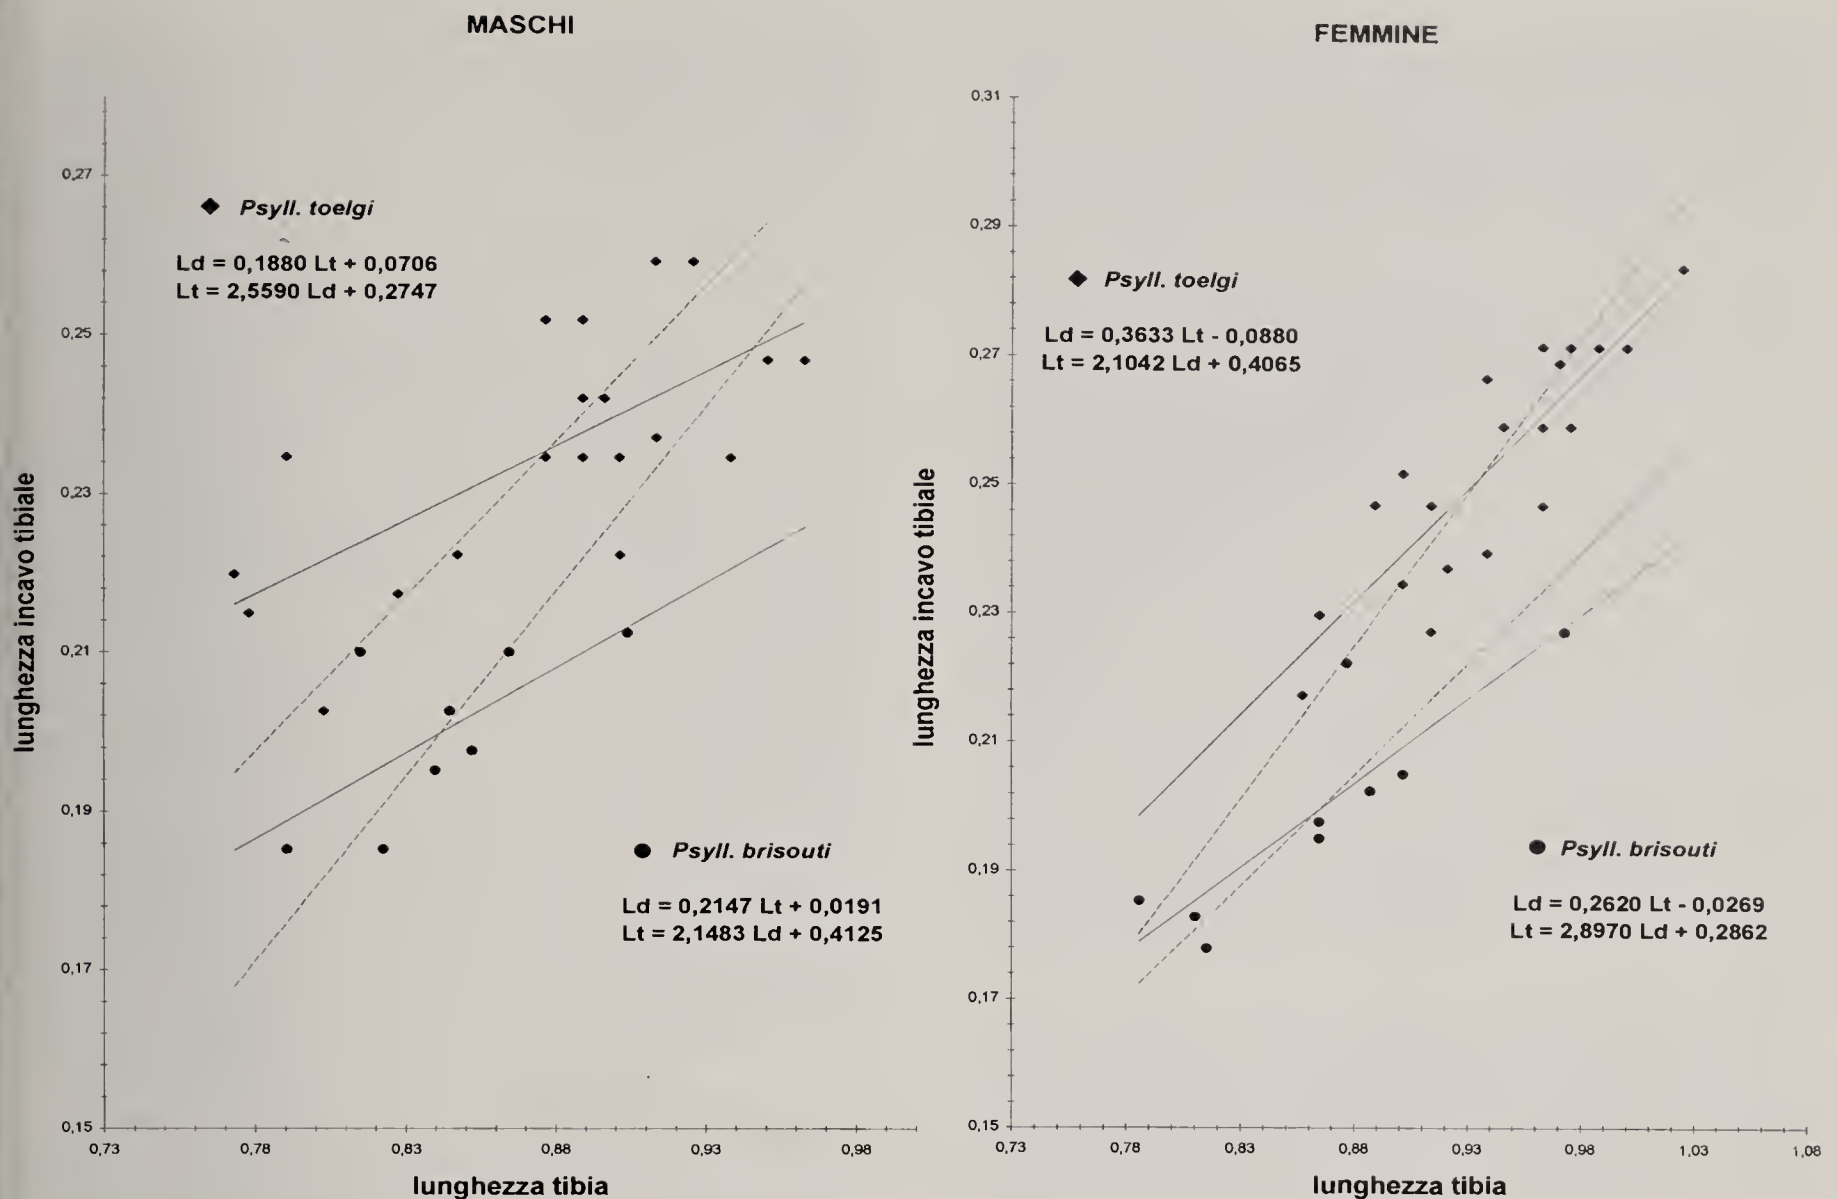 MASCHI
0,27
0,25
0,23
0,21
0,19
0,17
0,15
0,73
0,78
0,83
0,88
0,93
0,98
lunghezza incavo tibiale
lunghezza tibia
Psyll. toelgi
Ld = 0,1880 Lt + 0,0706
Lt = 2,5590 Ld + 0,2747
Psyll. brisouti
Ld = 0,2147 Lt + 0,0191
Lt = 2,1483 Ld + 0,4125
FEMMINE
0,31
0,29
0,27
0,25
0,23
0,21
0,19
0,17
0,15
0,73
0,78
0,83
0,88
0,93
0,98
1,03
1,08
lunghezza incavo tibiale
lunghezza tibia
Psyll. toelgi
Ld = 0,3633 Lt - 0,0880
Lt = 2,1042 Ld + 0,4065
Psyll. brisouti
Ld = 0,2620 Lt - 0,0269
Lt = 2,8970 Ld + 0,2862